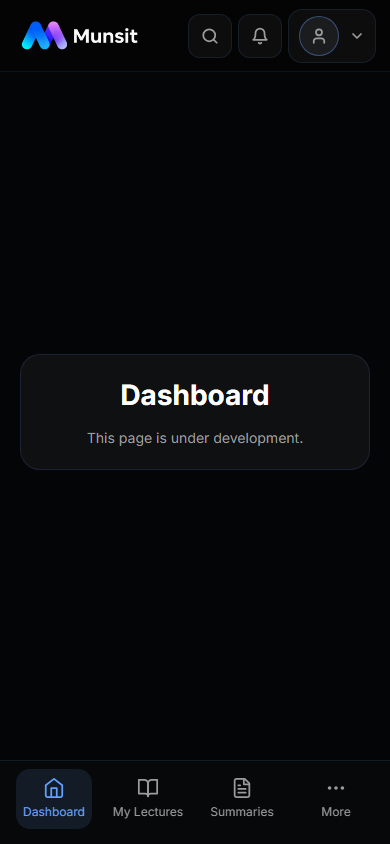 Munsit
Dashboard
This page is under development.
Dashboard
My Lectures
Summaries
More